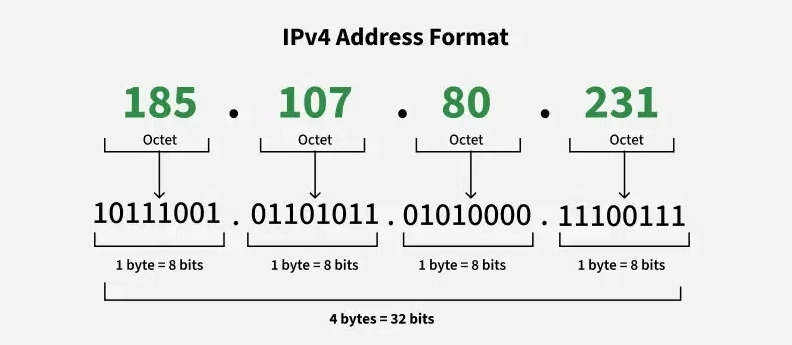 IPv4 Address Format
185 . 107 . 80 . 231
Octet Octet Octet Octet
10111001 . 01101011 . 01010000 . 11100111
1 byte = 8 bits 1 byte = 8 bits 1 byte = 8 bits 1 byte = 8 bits
4 bytes = 32 bits